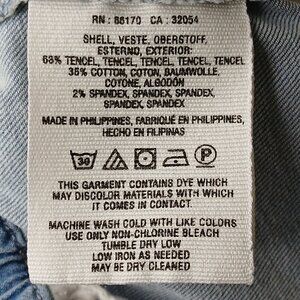 RN : 86170 CA : 32054
SHELL, VESTE, OBERSTOFF,
ESTERNO, EXTERIOR:
63% TENCEL, TENCEL, TENCEL, TENCEL, TENCEL
35% COTTON, COTON, BAUMWOLLE,
COTONE, ALGODÓN
2% SPANDEX, SPANDEX, SPANDEX,
SPANDEX, SPANDEX
MADE IN PHILIPPINES, FABRIQUÉ EN PHILIPPINES,
HECHO EN FILIPINAS
30 P
THIS GARMENT CONTAINS DYE WHICH
MAY DISCOLOR MATERIALS WITH WHICH
IT COMES IN CONTACT
MACHINE WASH COLD WITH LIKE COLORS
USE ONLY NON-CHLORINE BLEACH
TUMBLE DRY LOW
LOW IRON AS NEEDED
MAY BE DRY CLEANED